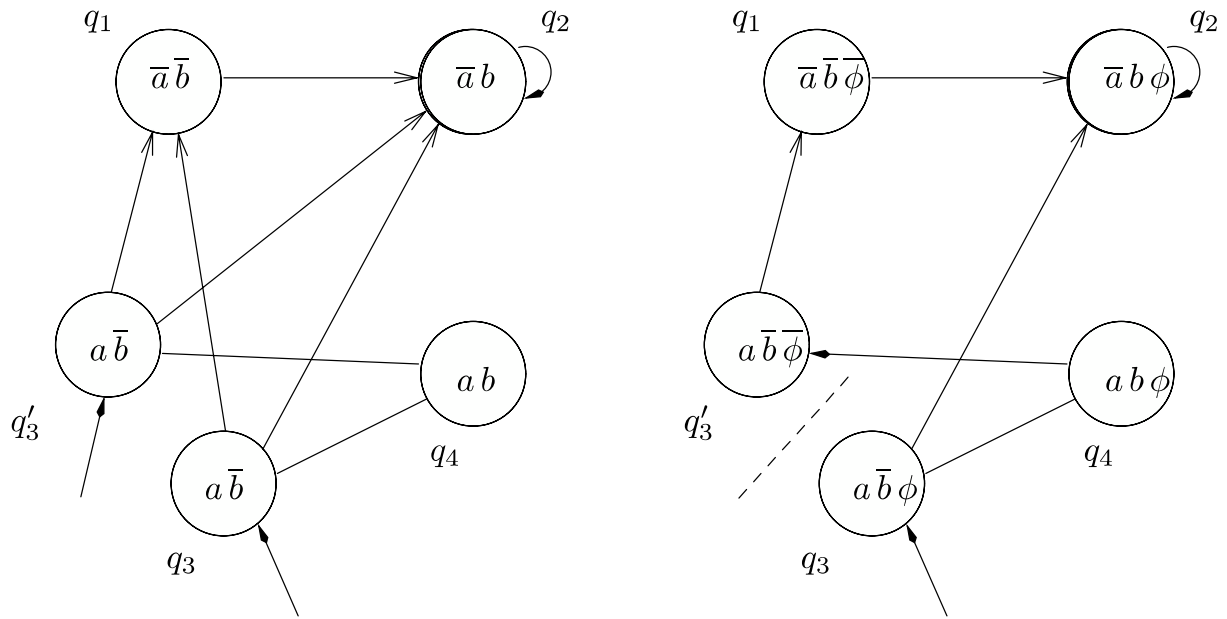 q₁ q₂ q₁ q₂
a̅ b̅ a̅ b a̅ b̅ ϕ̅ a̅ b ϕ
a b̅ a b a b̅ ϕ̅ a b ϕ
q₃′ q₄ q₃′ q₄
a b̅ a b̅ ϕ
q₃ q₃